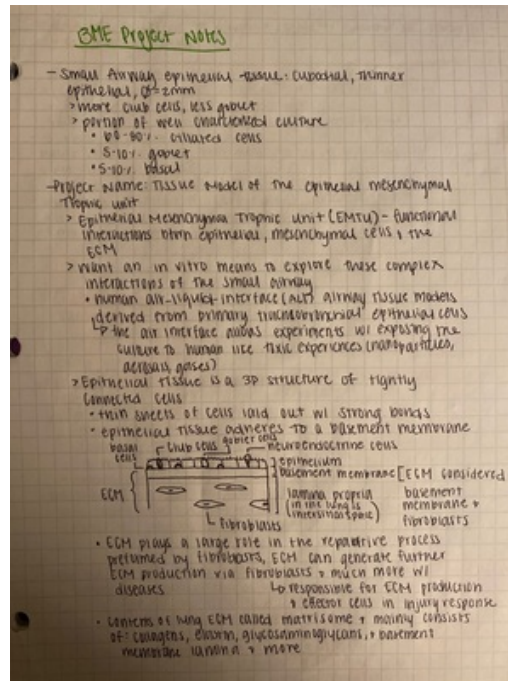 BME Project Notes
- Small Airway epithelial tissue: cuboidal, thinner
epithelial, Ø=2mm
> more club cells, less goblet
> portion of well charcterized culture
• 60-80% ciliated cells
• 5-10% goblet
• 5-10% basal
- Project Name: Tissue Model of the epithelial mesenchymal
Trophic unit
> Epithelial Mesenchymal Trophic Unit (EMTU) - functional
interactions btwn epithelial, mesenchymal cells, the
ECM
> want an in vitro means to explore these complex
interactions of the small airway
• human air-liquid-interface (ALI) airway tissue models
derived from primary tracheobronchial epithelial cells
↳ the air interface allows experiments w/ exposing the
culture to human like toxic experiences (nanoparticles,
aerosols, gases)
> Epithelial tissue is a 3D structure of tightly
connected cells
• thin sheets of cells laid out w/ strong bonds
• epithelial tissue adheres to a basement membrane
basal cells
club cells
goblet cells
neuroendocrine cells
] epithelium
] basement membrane [ECM considered
basement
membrane +
fibroblasts
ECM
lamina propria
(in the lung is
interstitial space)
fibroblasts
• ECM plays a large role in the reparative process
preformed by fibroblasts, ECM can generate further
ECM production via fibroblasts + much more w/
diseases
↳ responsible for ECM production
+ effector cells in injury response
• contents of lung ECM called matrisome + mainly consists
of: collagens, elastin, glycosaminoglycans, + basement
membrane lamina + more